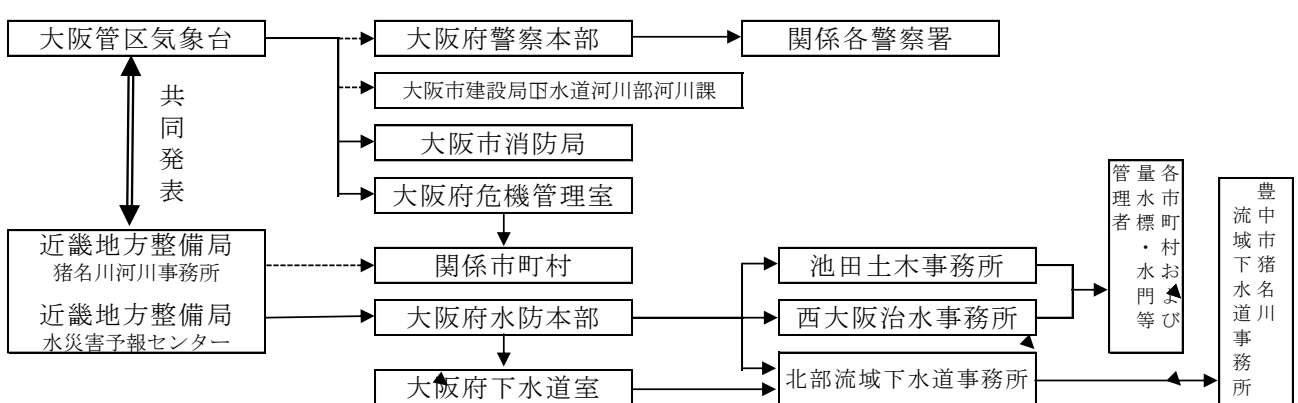 大阪管区気象台
大阪府警察本部
関係各警察署
大阪市建設局下水道河川部河川課
共同発表
大阪市消防局
大阪府危機管理室
近畿地方整備局
猪名川河川事務所
近畿地方整備局
水災害予報センター
関係市町村
大阪府水防本部
大阪府下水道室
池田土木事務所
西大阪治水事務所
北部流域下水道事務所
各市町村および
量水標・水門等
管理者
豊中市猪名川
流域下水道事務所